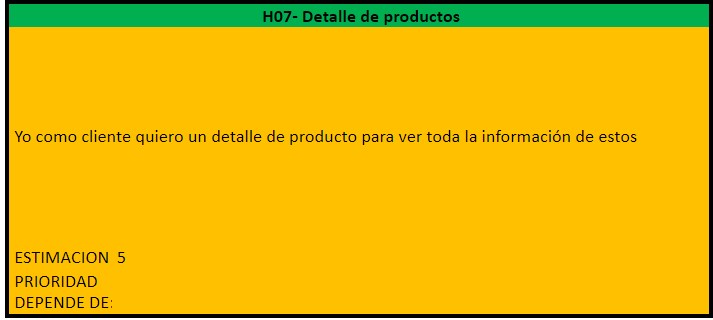 H07- Detalle de productos
Yo como cliente quiero un detalle de producto para ver toda la información de estos
ESTIMACION 5
PRIORIDAD
DEPENDE DE: